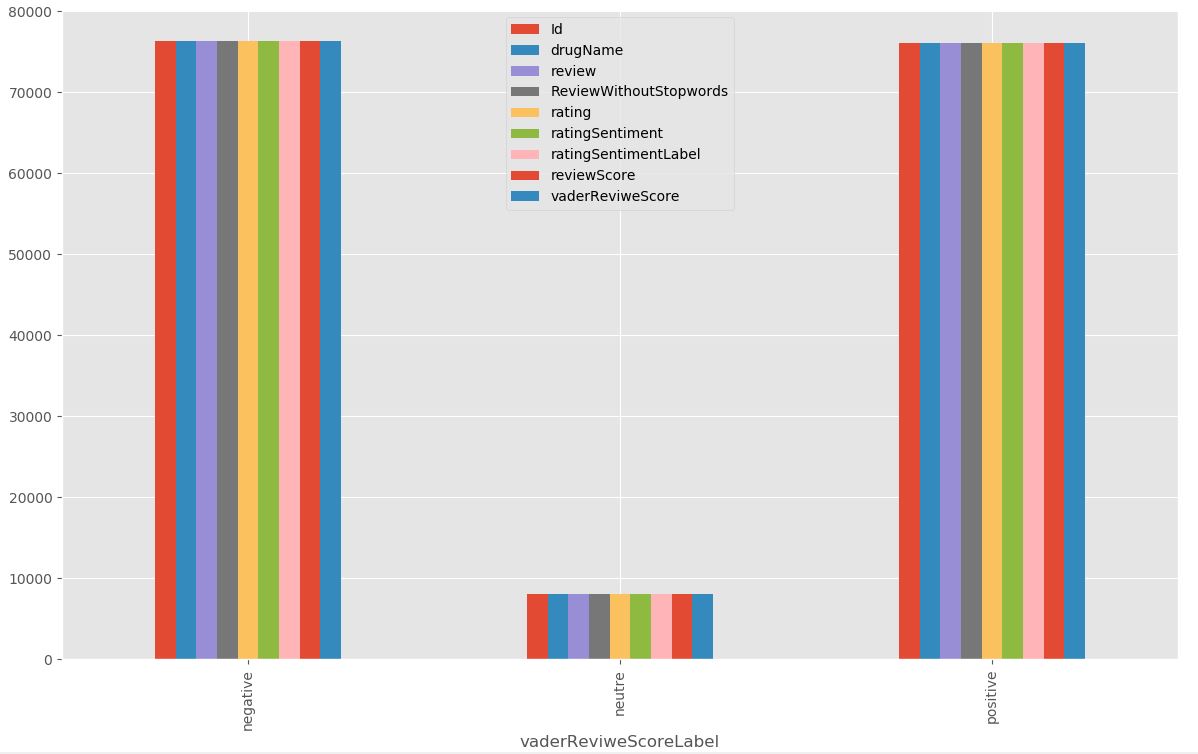 80000
70000
60000
50000
40000
30000
20000
10000
0
Id
drugName
review
ReviewWithoutStopwords
rating
ratingSentiment
ratingSentimentLabel
reviewScore
vaderReviweScore
negative
neutre
positive
vaderReviweScoreLabel